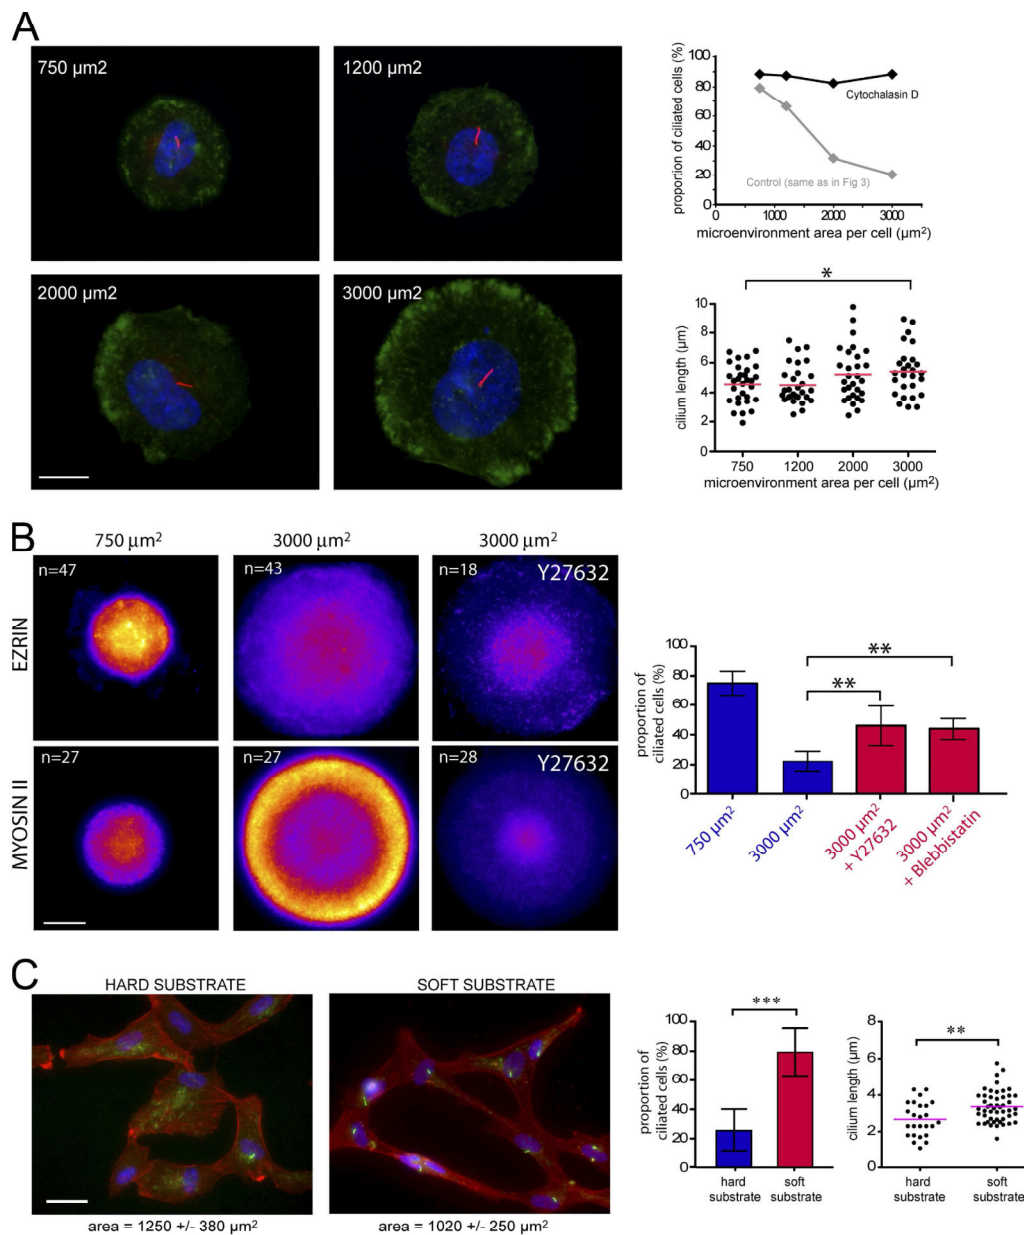 A
750 µm2
1200 µm2
2000 µm2
3000 µm2
proportion of ciliated cells (%)
100
80
60
40
20
0
Cytochalasin D
Control (same as in Fig 3)
0 1000 2000 3000
microenvironment area per cell (µm2)
*
cilium length (µm)
10
8
6
4
2
0
750 1200 2000 3000
microenvironment area per cell (µm2)
B
750 µm2
3000 µm2
3000 µm2
EZRIN
n=47
n=43
n=18
Y27632
MYOSIN II
n=27
n=27
n=28
Y27632
proportion of
ciliated cells (%)
100
80
60
40
20
0
**
**
750 µm2
3000 µm2
3000 µm2
+ Y27632
3000 µm2
+ Blebbistatin
C
HARD SUBSTRATE
SOFT SUBSTRATE
area = 1250 +/- 380 µm2
area = 1020 +/- 250 µm2
proportion of
ciliated cells (%)
100
80
60
40
20
0
***
hard
substrate
soft
substrate
cilium length (µm)
8
6
4
2
0
**
hard
substrate
soft
substrate